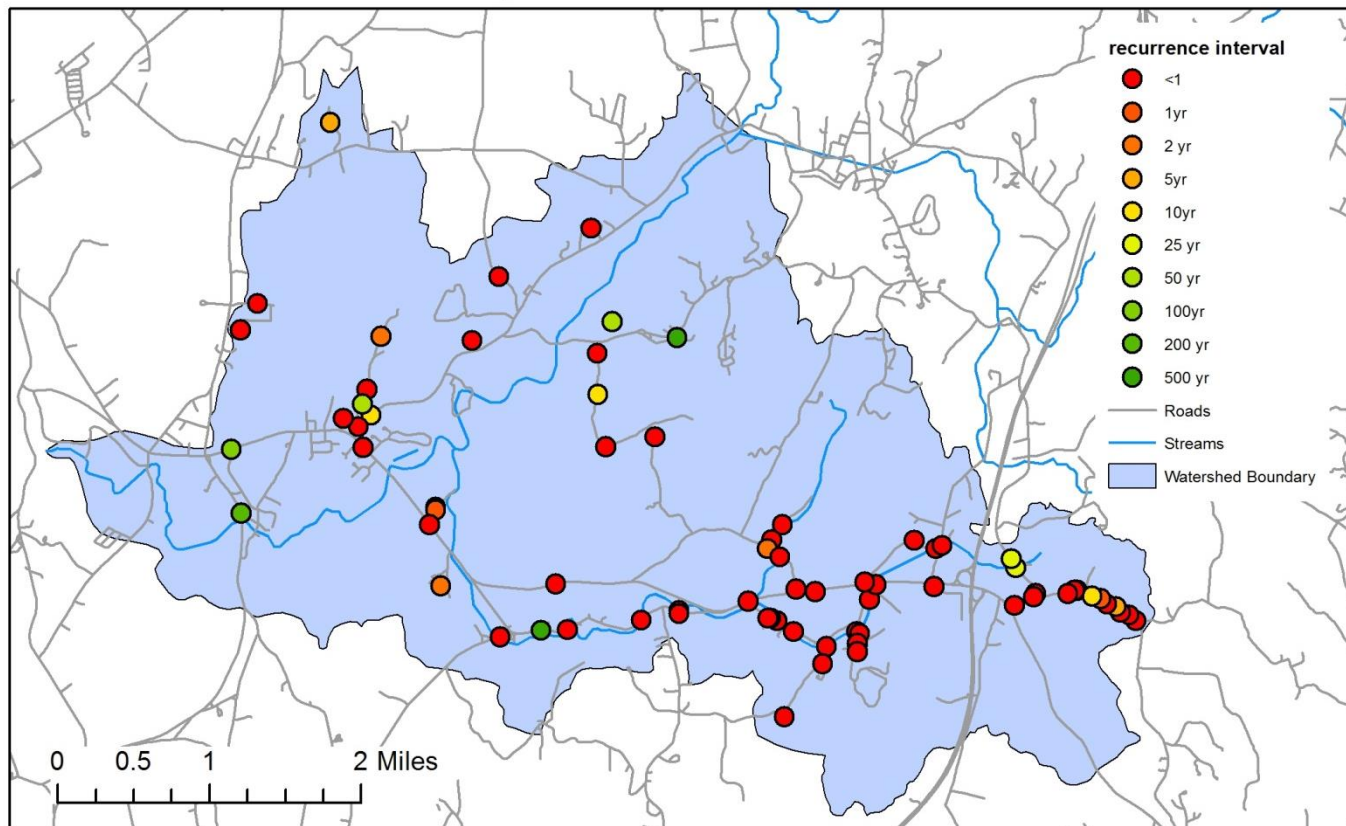 recurrence interval
<1
1yr
2 yr
5yr
10yr
25 yr
50 yr
100yr
200 yr
500 yr
Roads
Streams
Watershed Boundary
0 0.5 1 2 Miles